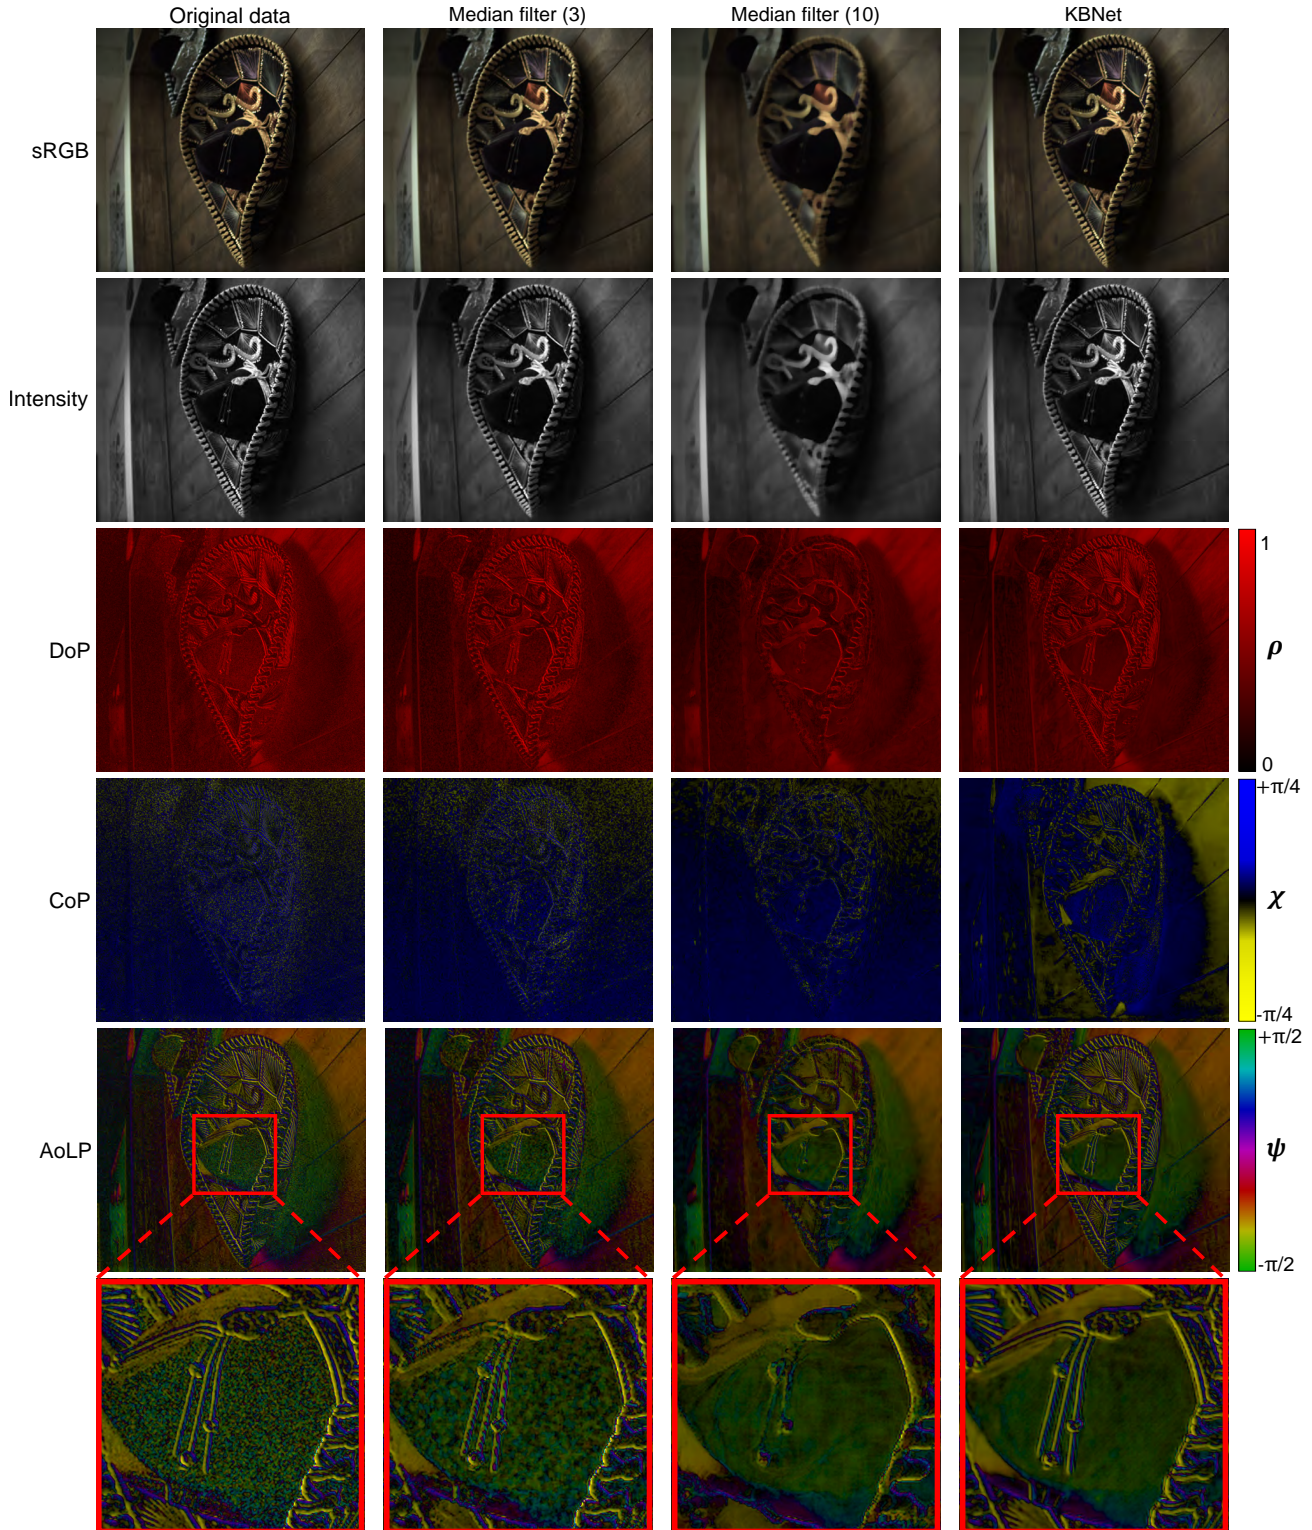 Original data
Median filter (3)
Median filter (10)
KBNet
sRGB
Intensity
DoP
1
ρ
0
CoP
+π/4
χ
-π/4
AoLP
+π/2
ψ
-π/2